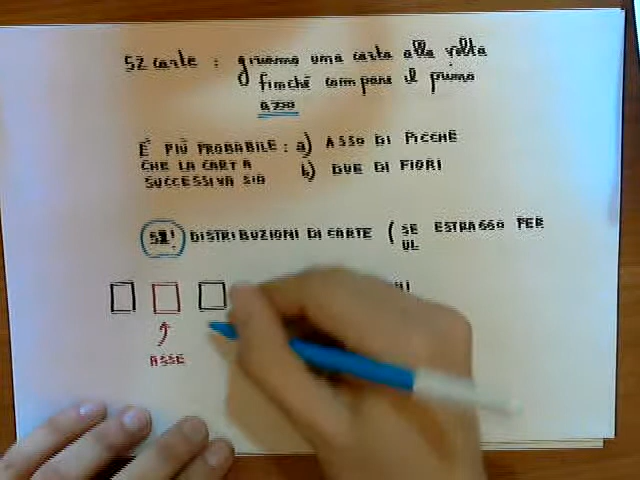 52 carte : giriamo una carta alla volta
finché compare il primo
asso
È PIÙ PROBABILE : a) ASSO DI PICCHE
CHE LA CARTA b) DUE DI FIORI
SUCCESSIVA SIA
52! DISTRIBUZIONI DI CARTE ( SE ESTRAGGO PER
UL
ASSE